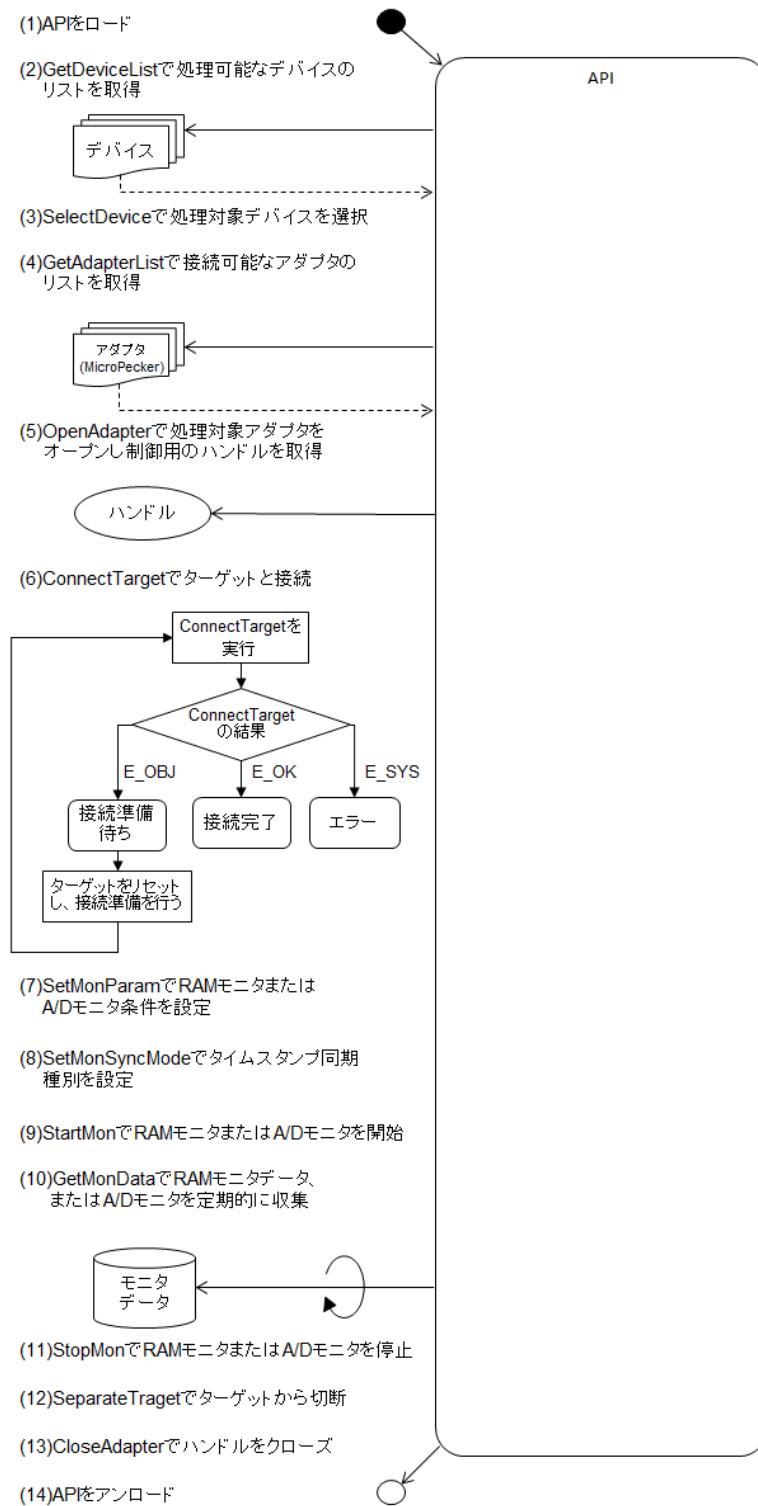 (1)APIをロード
API
(2)GetDeviceListで処理可能なデバイスの
リストを取得
デバイス
(3)SelectDeviceで処理対象デバイスを選択
(4)GetAdapterListで接続可能なアダプタの
リストを取得
アダプタ
(MicroPecker)
(5)OpenAdapterで処理対象アダプタを
オープンし制御用のハンドルを取得
ハンドル
(6)ConnectTargetでターゲットと接続
ConnectTargetを
実行
ConnectTarget
の結果
E_OBJ
E_OK
E_SYS
接続準備
待ち
接続完了
エラー
ターゲットをリセット
し、接続準備を行う
(7)SetMonParamでRAMモニタまたは
A/Dモニタ条件を設定
(8)SetMonSyncModeでタイムスタンプ同期
種別を設定
(9)StartMonでRAMモニタまたはA/Dモニタを開始
(10)GetMonDataでRAMモニタデータ、
またはA/Dモニタを定期的に収集
モニタ
データ
(11)StopMonでRAMモニタまたはA/Dモニタを停止
(12)SeparateTragetでターゲットから切断
(13)CloseAdapterでハンドルをクローズ
(14)APIをアンロード